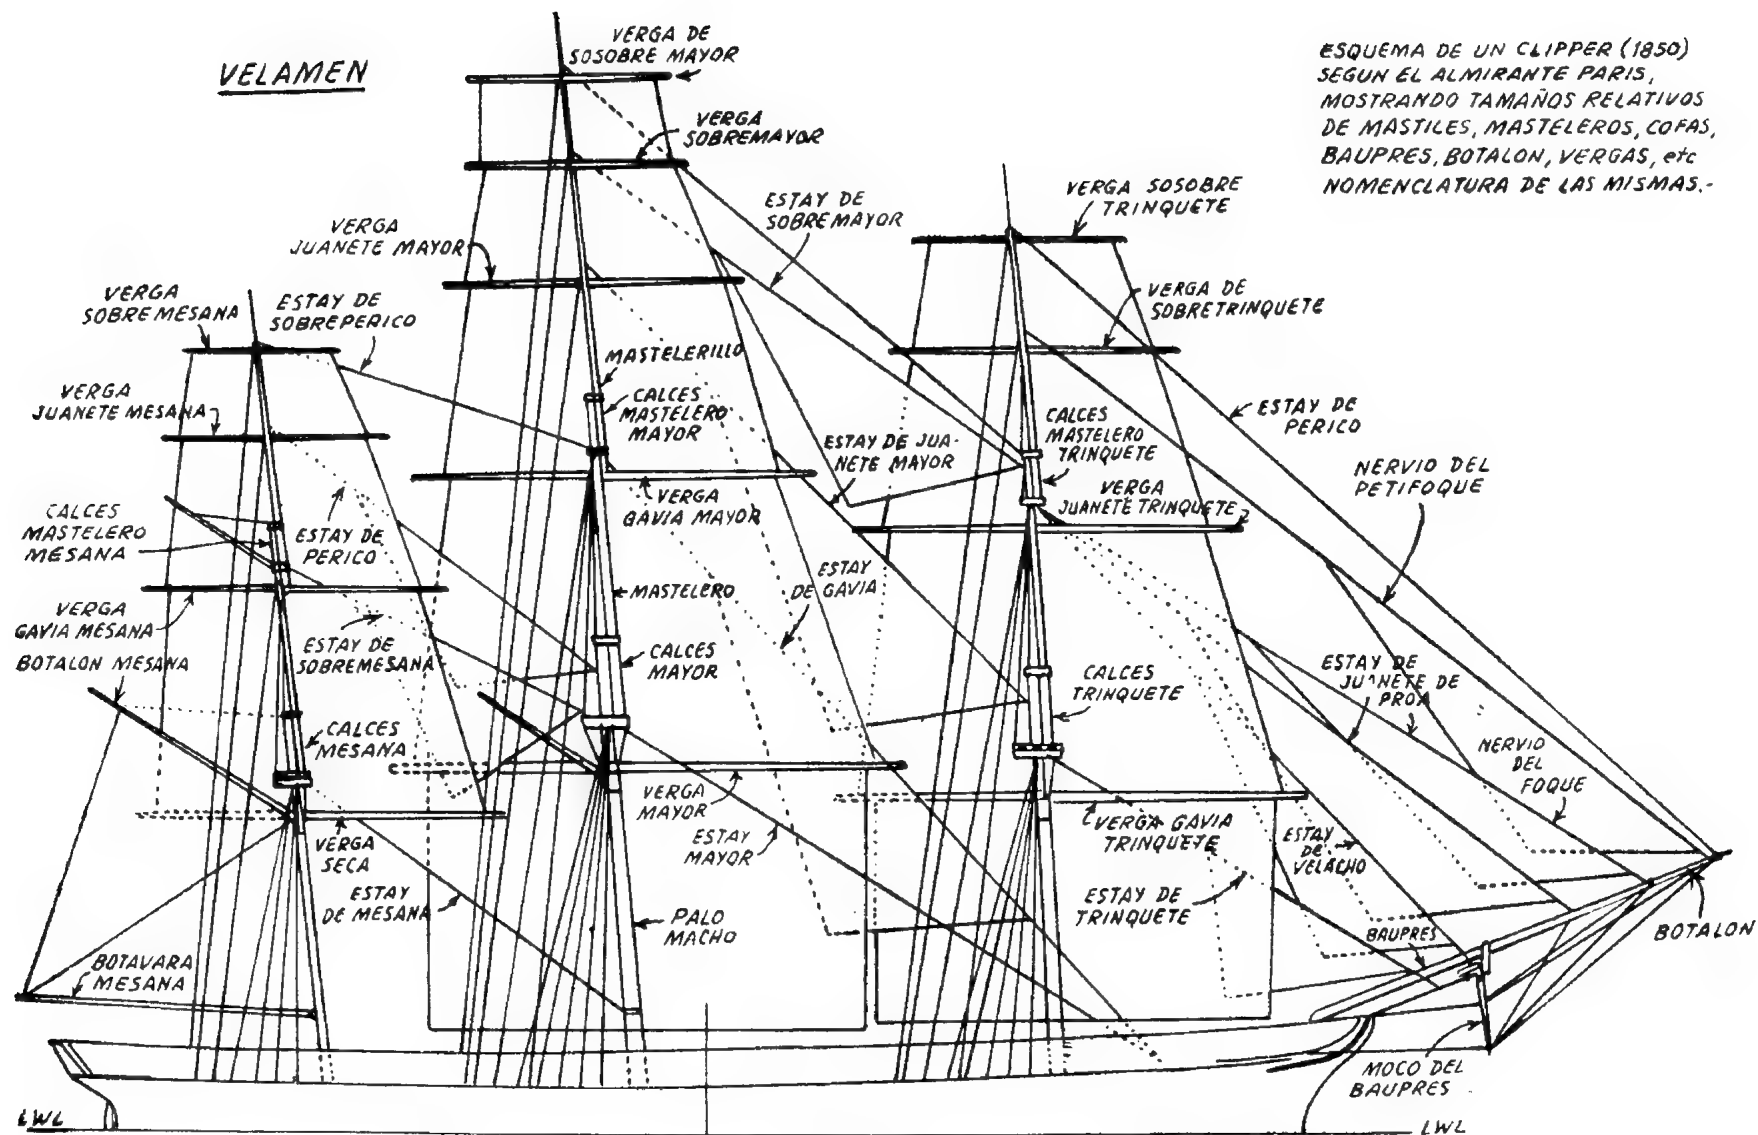 VELAMEN
ESQUEMA DE UN CLIPPER (1850)
SEGUN EL ALMIRANTE PARIS,
MOSTRANDO TAMAÑOS RELATIVOS
DE MASTILES, MASTELEROS, COFAS,
BAUPRES, BOTALON, VERGAS, etc
NOMENCLATURA DE LAS MISMAS.-
VERGA DE
SOSOBRE MAYOR
VERGA
SOBREMAYOR
ESTAY DE
SOBREMAYOR
VERGA SOSOBRE
TRINQUETE
VERGA
JUANETE MAYOR
VERGA DE
SOBRETRINQUETE
VERGA
SOBREMESANA
ESTAY DE
SOBREPERICO
MASTELERILLO
VERGA
JUANETE MESANA
CALCES
MASTELERO
MAYOR
CALCES
MASTELERO
TRINQUETE
ESTAY DE
PERICO
ESTAY DE JUA-
NETE MAYOR
NERVIO DEL
PETIFOQUE
VERGA
JUANETE TRINQUETE
VERGA
GAVIA MAYOR
CALCES
MASTELERO
MESANA
ESTAY DE
PERICO
ESTAY
DE GAVIA
MASTELERO
VERGA
GAVIA MESANA
ESTAY DE
SOBREMESANA
BOTALON MESANA
CALCES
MAYOR
CALCES
TRINQUETE
ESTAY DE
JUANETE DE
PROA
CALCES
MESANA
NERVIO
DEL
FOQUE
VERGA
MAYOR
VERGA
SECA
ESTAY
MAYOR
VERGA GAVIA
TRINQUETE
ESTAY
DE
VELACHO
ESTAY
DE MESANA
ESTAY DE
TRINQUETE
PALO
MACHO
BAUPRES
BOTALON
BOTAVARA
MESANA
MOCO DEL
BAUPRES
LWL
LWL